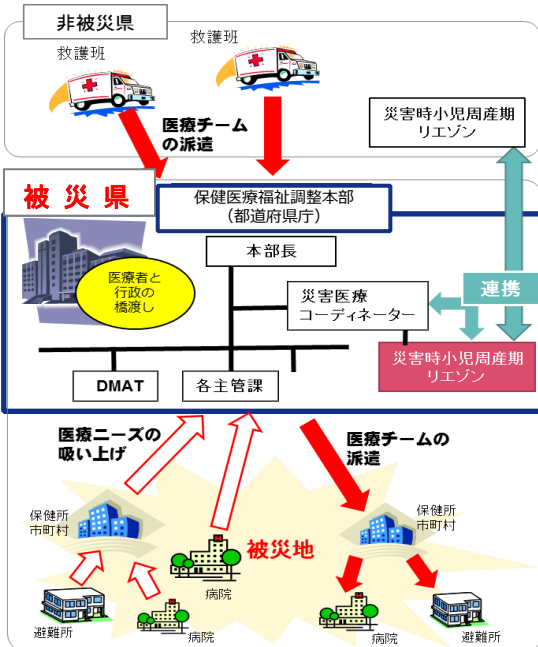 非被災県
救護班
救護班
医療チーム
の派遣
災害時小児周産期
リエゾン
被災県
保健医療福祉調整本部
（都道府県庁）
本部長
医療者と
行政の
橋渡し
災害医療
コーディネーター
連携
災害時小児周産期
リエゾン
DMAT
各主管課
医療ニーズの
吸い上げ
医療チームの
派遣
保健所
市町村
保健所
市町村
被災地
病院
避難所
病院
病院
避難所